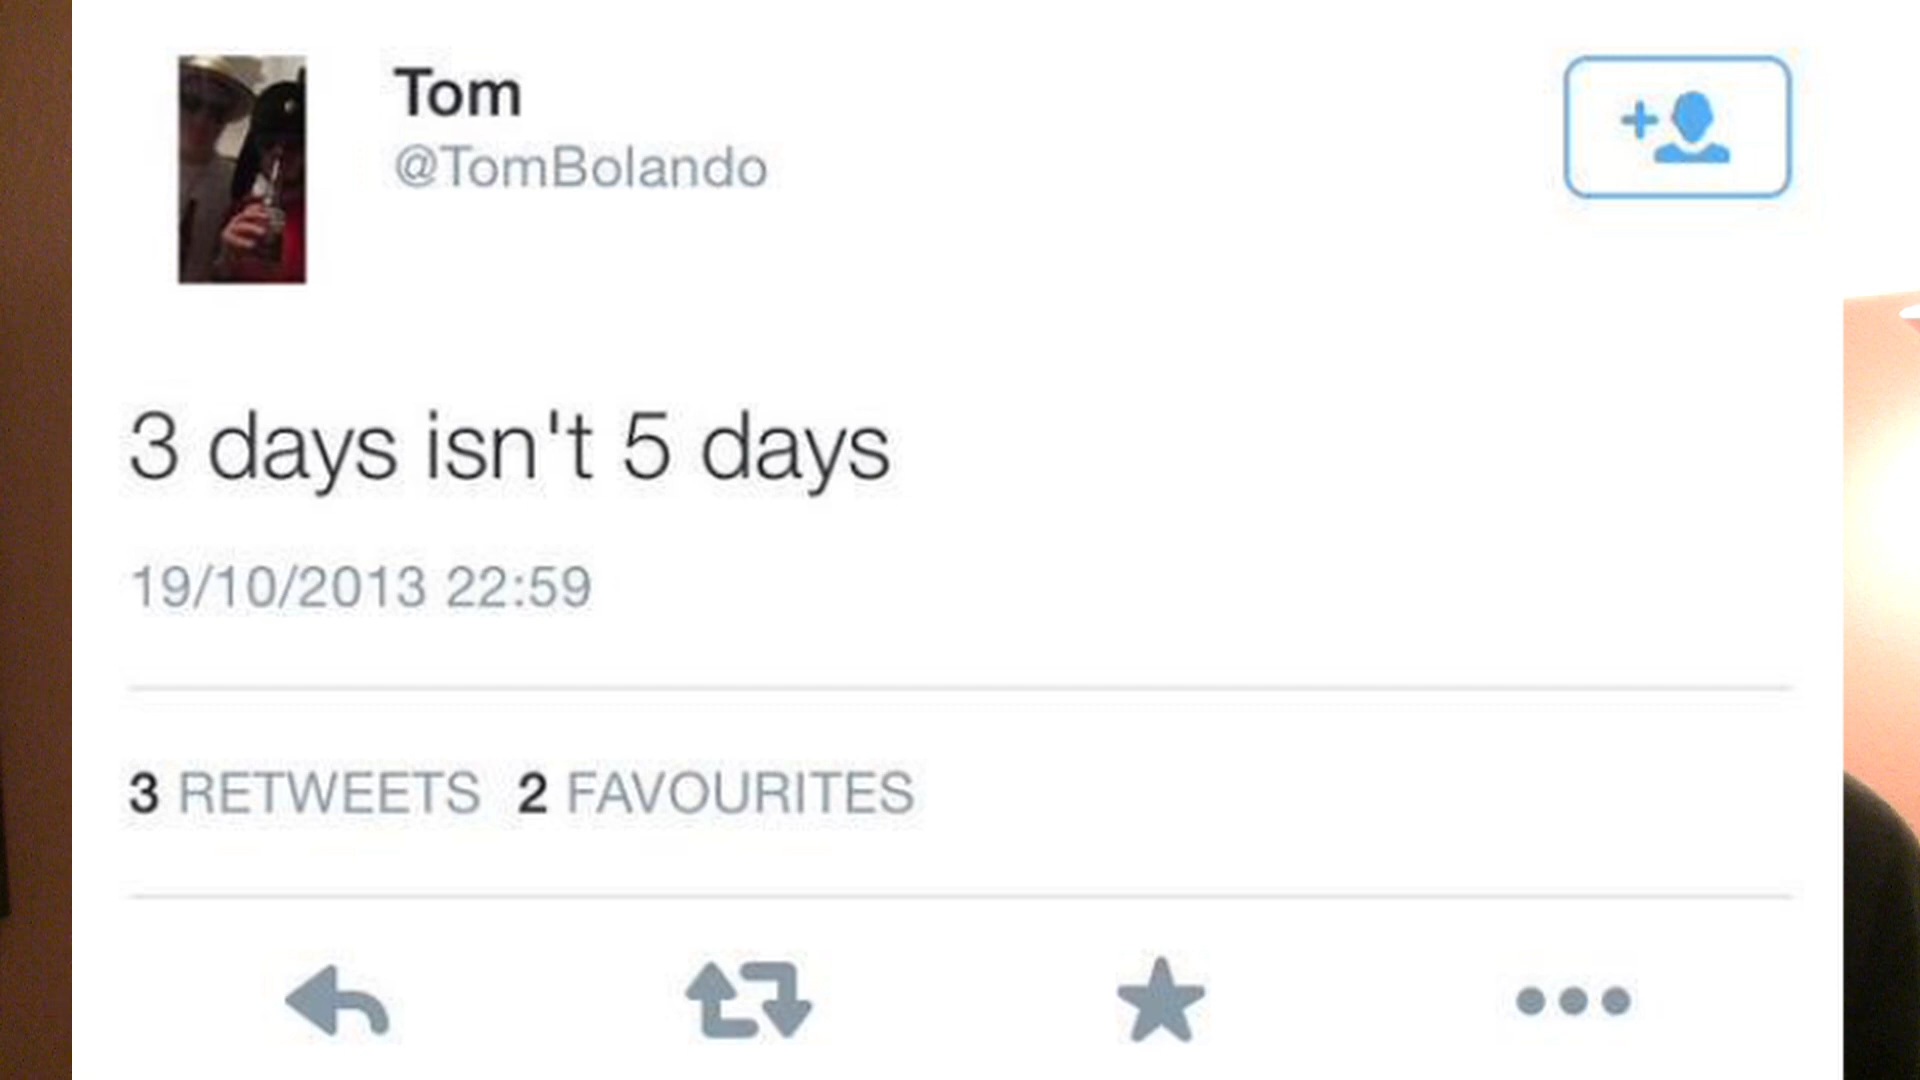 Tom
@TomBolando
3 days isn't 5 days
19/10/2013 22:59
3 RETWEETS 2 FAVOURITES